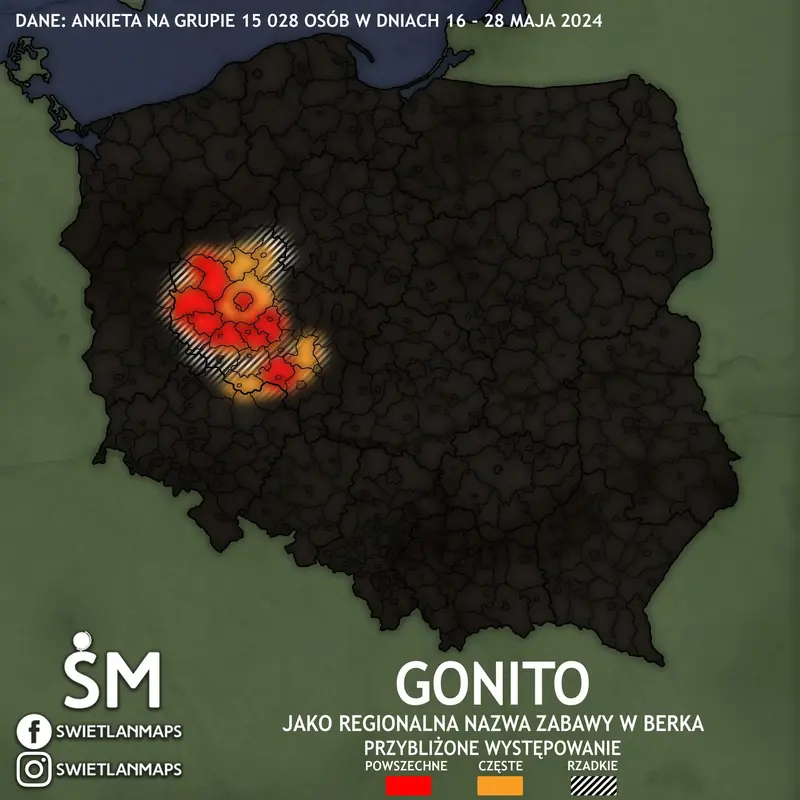 DANE: ANKIETA NA GRUPIE 15 028 OSÓB W DNIACH 16 - 28 MAJA 2024
ŚM
SWIETLANMAPS
SWIETLANMAPS
GONITO
JAKO REGIONALNA NAZWA ZABAWY W BERKA
PRZYBLIŻONE WYSTĘPOWANIE
POWSZECHNE CZĘSTE RZADKIE